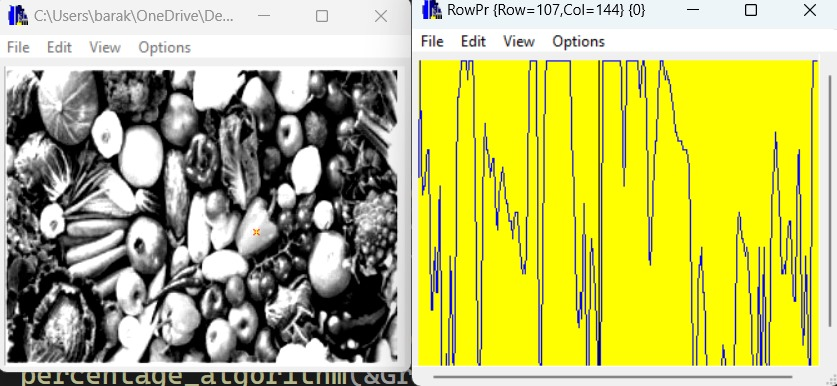 C:\Users\barak\OneDrive\De...
File Edit View Options
RowPr {Row=107,Col=144} {0}
File Edit View Options
percentage_algorithm(&Gr